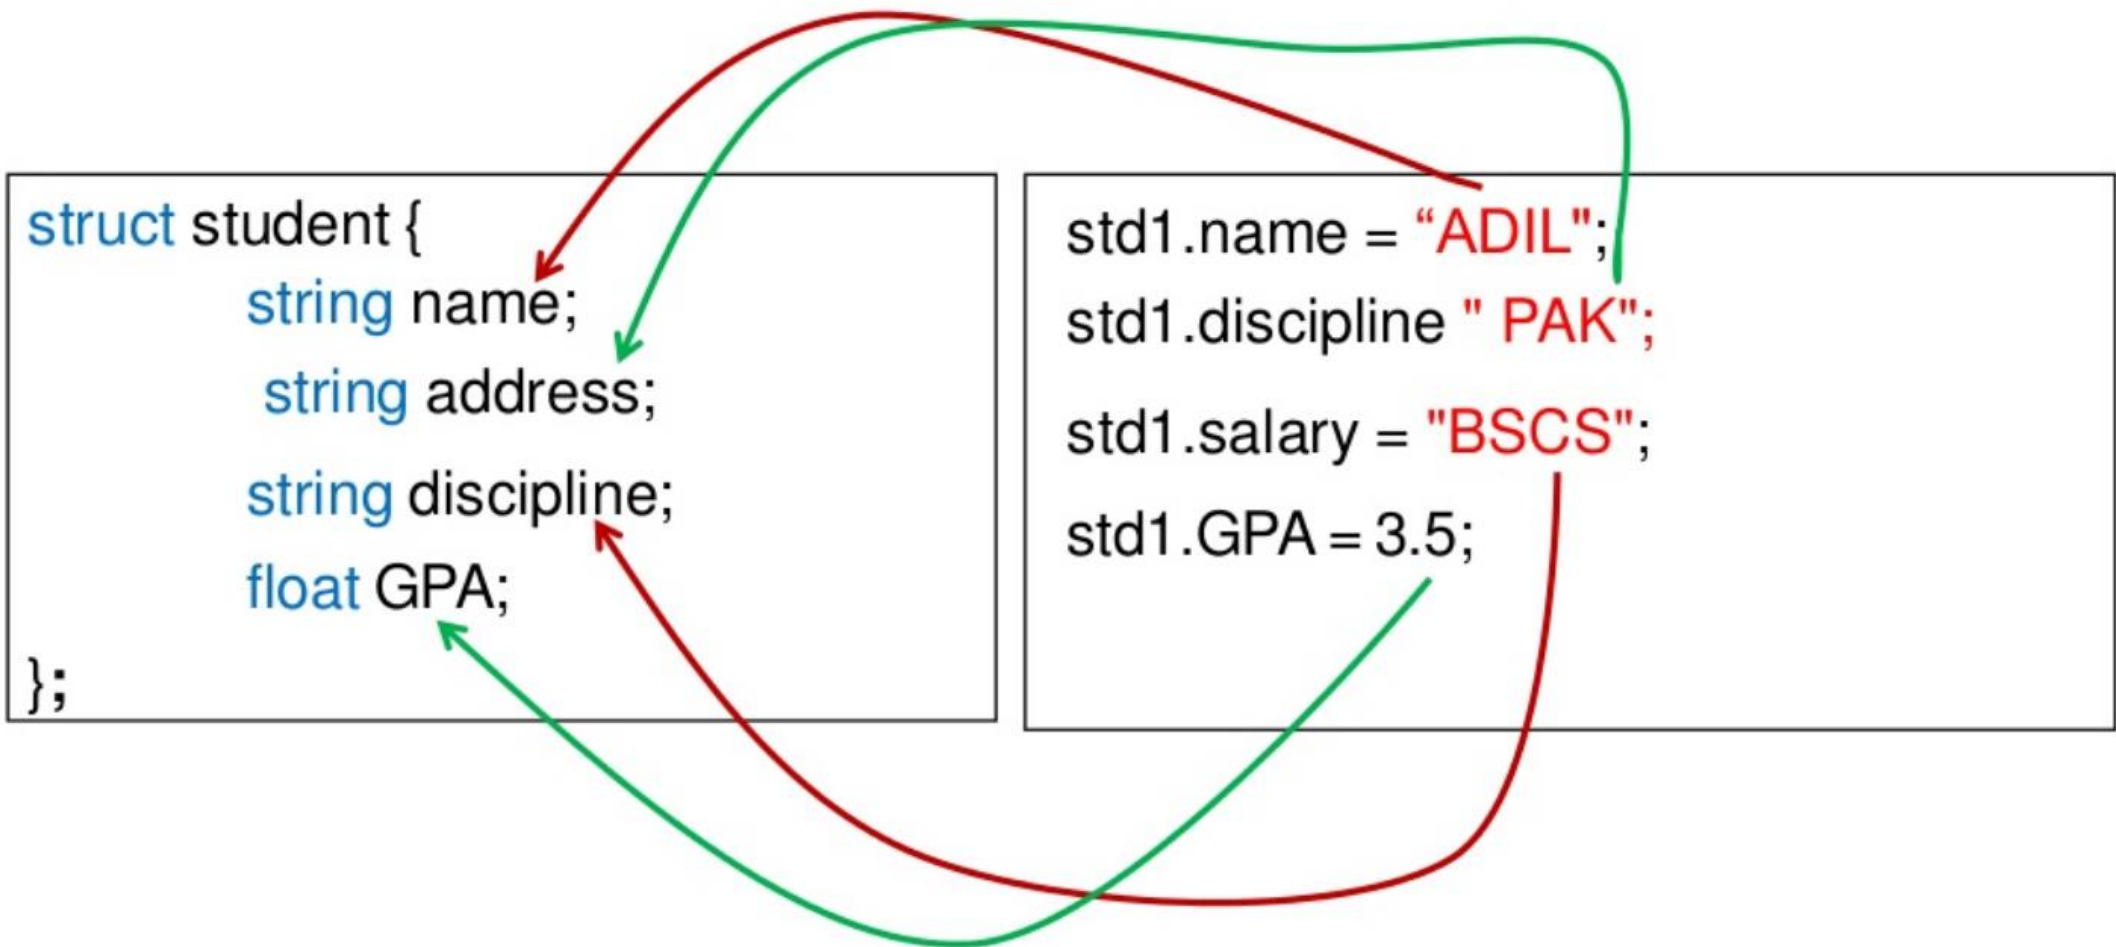 struct student {
string name;
string address;
string discipline;
float GPA;
};
std1.name = “ADIL";
std1.discipline " PAK";
std1.salary = "BSCS";
std1.GPA = 3.5;